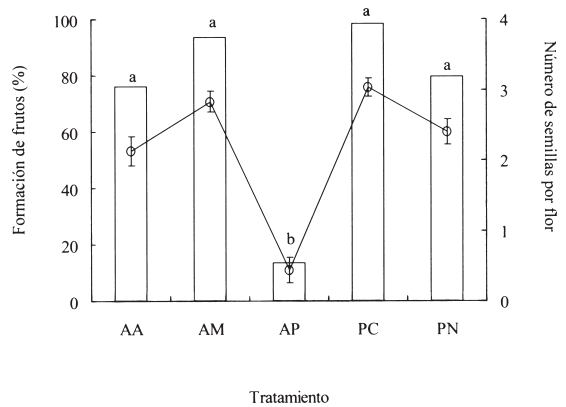 Formación de frutos (%)
100
80
60
40
20
0
a
a
b
a
a
4
3
2
1
0
Número de semillas por flor
AA AM AP PC PN
Tratamiento